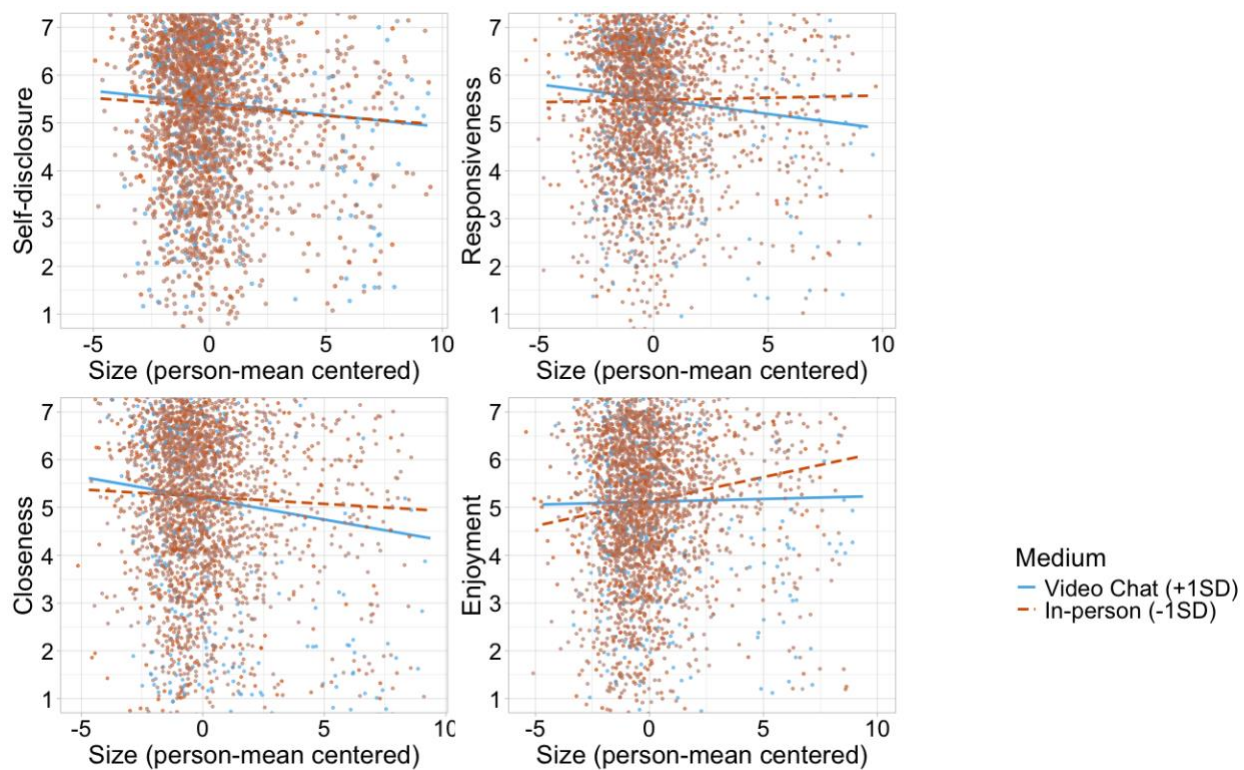 Self-disclosure
7
6
5
4
3
2
1
-5 0 5 10
Size (person-mean centered)
Responsiveness
7
6
5
4
3
2
1
-5 0 5 10
Size (person-mean centered)
Closeness
7
6
5
4
3
2
1
-5 0 5 10
Size (person-mean centered)
Enjoyment
7
6
5
4
3
2
1
-5 0 5 10
Size (person-mean centered)
Medium
Video Chat (+1SD)
In-person (-1SD)